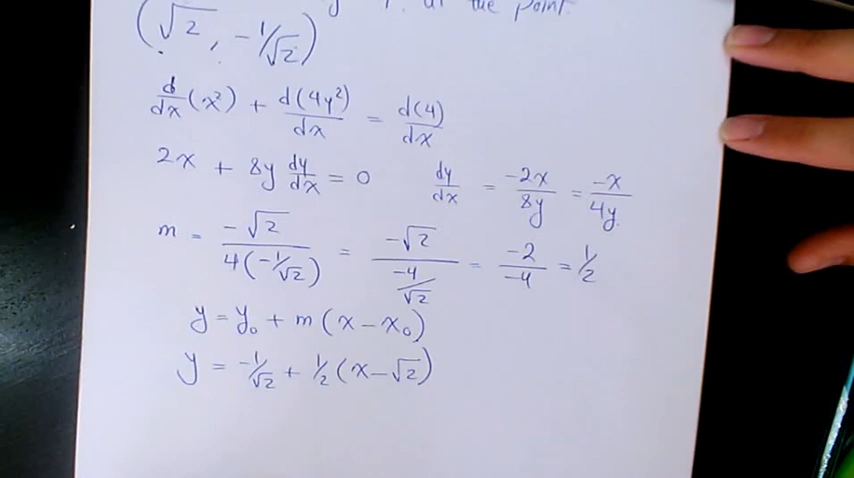 at the point.
(√2, -1/√2)
d/dx(x²) + d(4y²)/dx = d(4)/dx
2x + 8y dy/dx = 0 dy/dx = -2x/8y = -x/4y.
m = -√2/4(-1/√2) = -√2/(-4/√2) = -2/-4 = 1/2
y = y₀ + m(x - x₀)
y = -1/√2 + 1/2(x - √2)